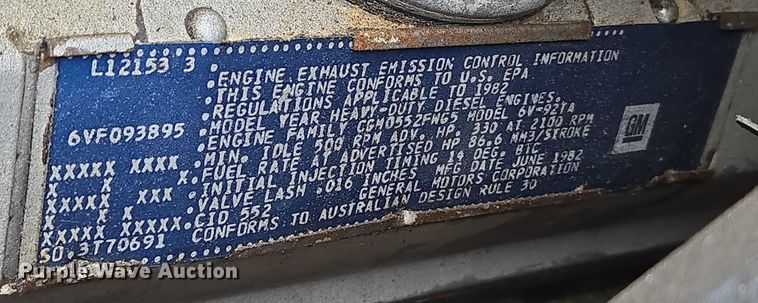 L12153 3
6VF093895
XXXXX XXXX
X X
XXXXX XXX
X X X
XXXXX XXXXX
SO. 3T70691
ENGINE EXHAUST EMISSION CONTROL INFORMATION
THIS ENGINE CONFORMS TO U.S. EPA
REGULATIONS APPLICABLE TO 1982
MODEL YEAR HEAVY-DUTY DIESEL ENGINES.
ENGINE FAMILY CGM0552FWG5 MODEL 6V-92TA
MIN. IDLE 500 RPM ADV. HP. 330 AT 2100 RPM
FUEL RATE AT ADVERTISED HP 86.6 MM3/STROKE
INITIAL INJECTION TIMING 14 DEG. BTC
VALVE LASH .016 INCHES MFG DATE JUNE 1982
CID 552 GENERAL MOTORS CORPORATION
CONFORMS TO AUSTRALIAN DESIGN RULE 30
GM
Purple Wave Auction